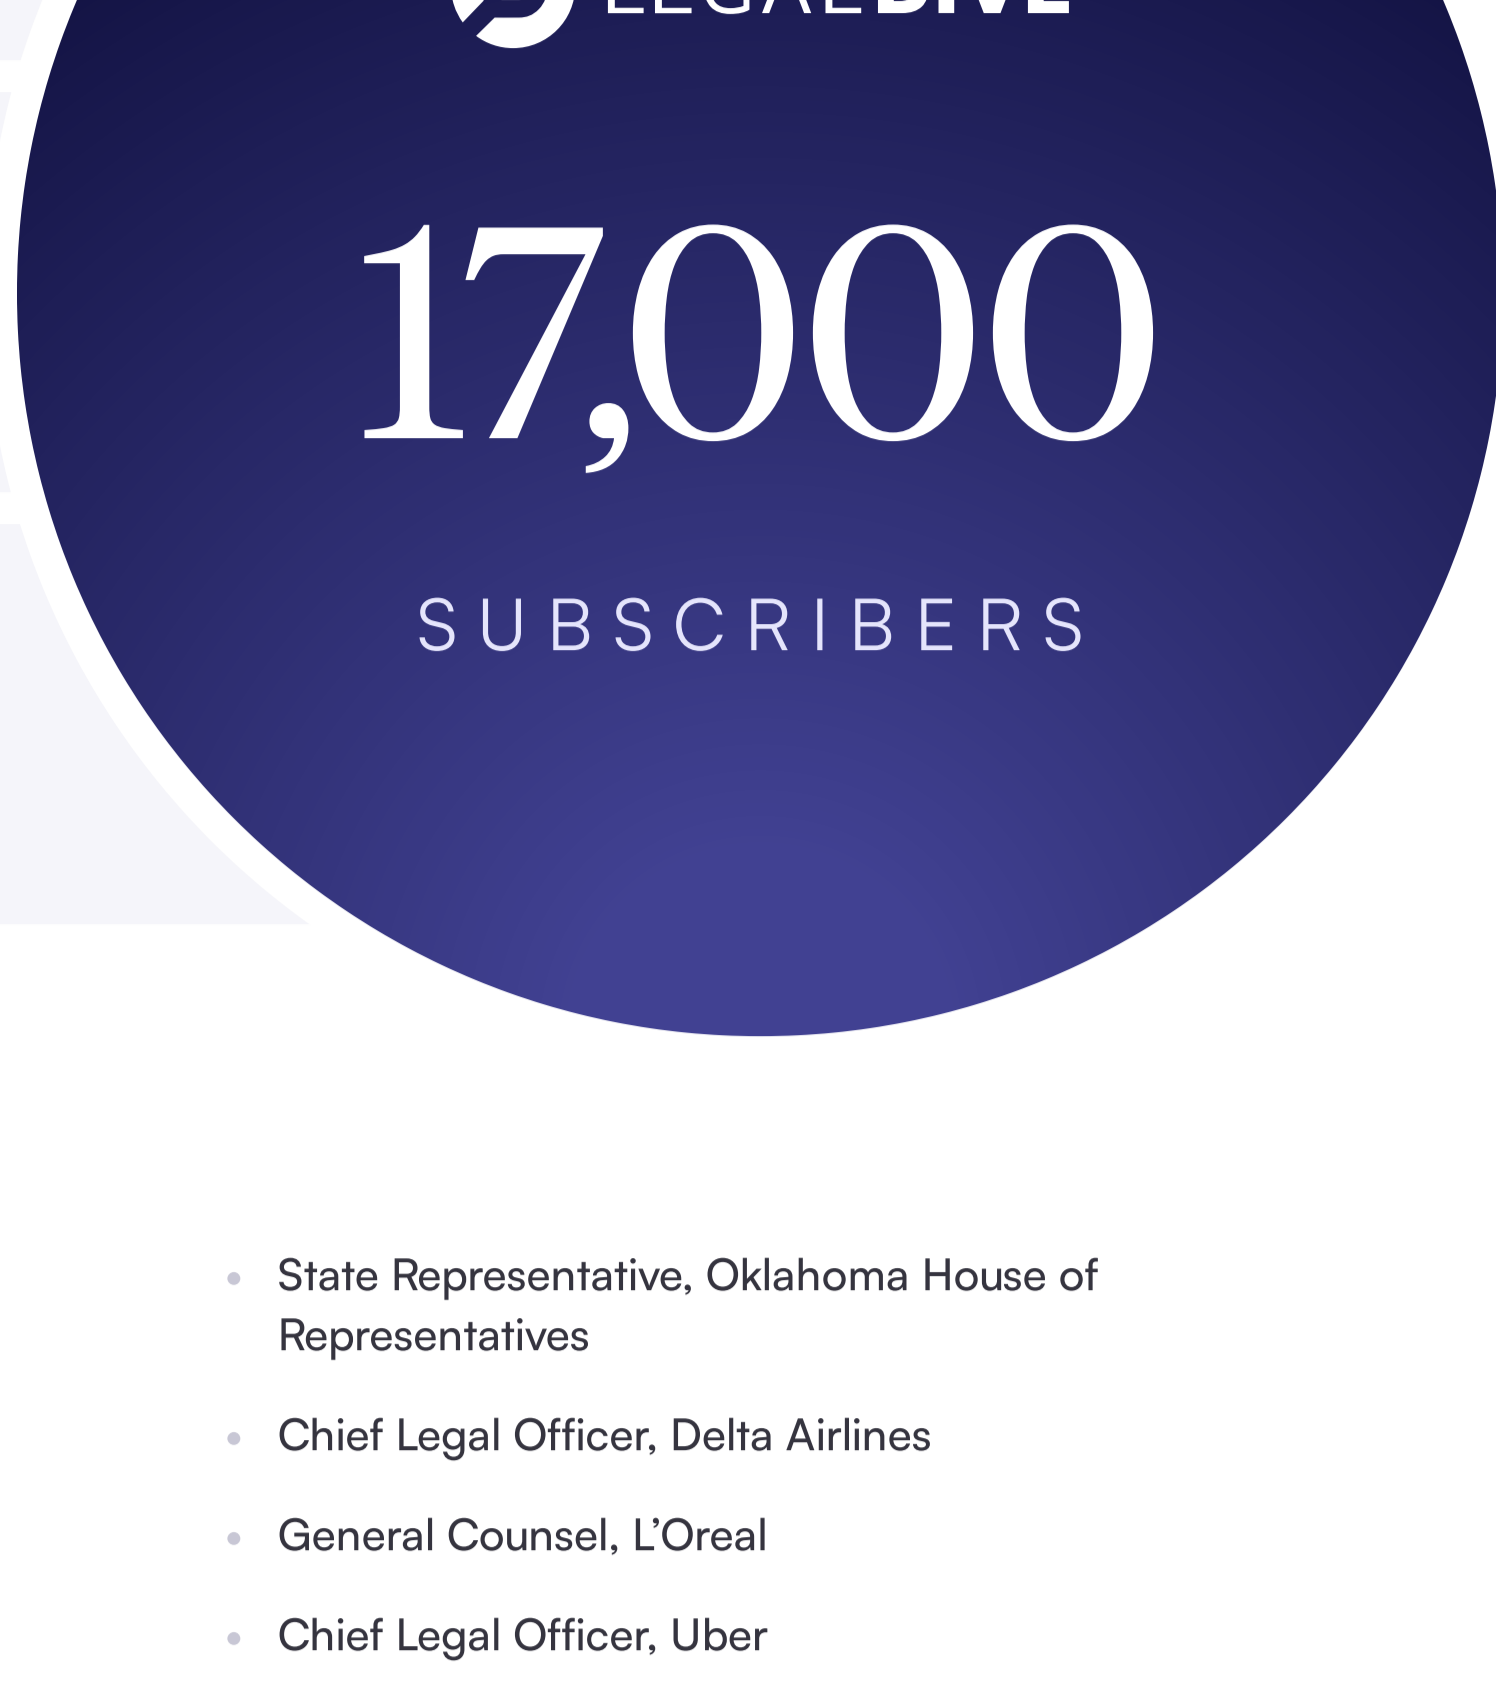 LEGALDIVE
17,000
SUBSCRIBERS
State Representative, Oklahoma House of
Representatives
Chief Legal Officer, Delta Airlines
General Counsel, L’Oreal
Chief Legal Officer, Uber